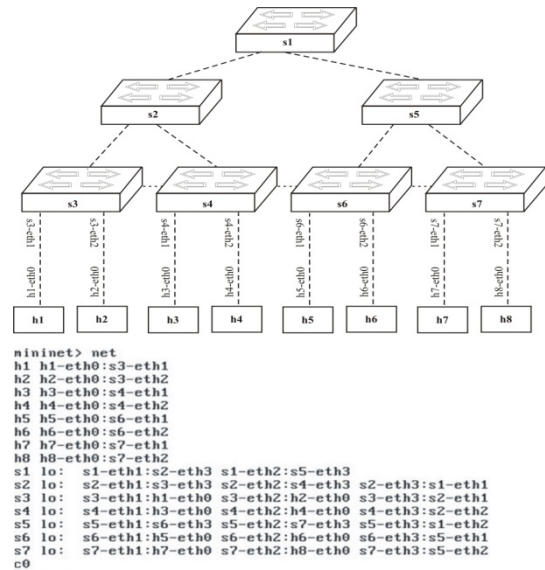 s1
s2
s5
s3
s4
s6
s7
s3-eth1
s3-eth2
s4-eth1
s4-eth2
s6-eth1
s6-eth2
s7-eth1
s7-eth2
h1-eth0
h2-eth0
h3-eth0
h4-eth0
h5-eth0
h6-eth0
h7-eth0
h8-eth0
h1
h2
h3
h4
h5
h6
h7
h8
mininet> net
h1 h1-eth0:s3-eth1
h2 h2-eth0:s3-eth2
h3 h3-eth0:s4-eth1
h4 h4-eth0:s4-eth2
h5 h5-eth0:s6-eth1
h6 h6-eth0:s6-eth2
h7 h7-eth0:s7-eth1
h8 h8-eth0:s7-eth2
s1 lo: s1-eth1:s2-eth3 s1-eth2:s5-eth3
s2 lo: s2-eth1:s3-eth3 s2-eth2:s4-eth3 s2-eth3:s1-eth1
s3 lo: s3-eth1:h1-eth0 s3-eth2:h2-eth0 s3-eth3:s2-eth1
s4 lo: s4-eth1:h3-eth0 s4-eth2:h4-eth0 s4-eth3:s2-eth2
s5 lo: s5-eth1:s6-eth3 s5-eth2:s7-eth3 s5-eth3:s1-eth2
s6 lo: s6-eth1:h5-eth0 s6-eth2:h6-eth0 s6-eth3:s5-eth1
s7 lo: s7-eth1:h7-eth0 s7-eth2:h8-eth0 s7-eth3:s5-eth2
c0